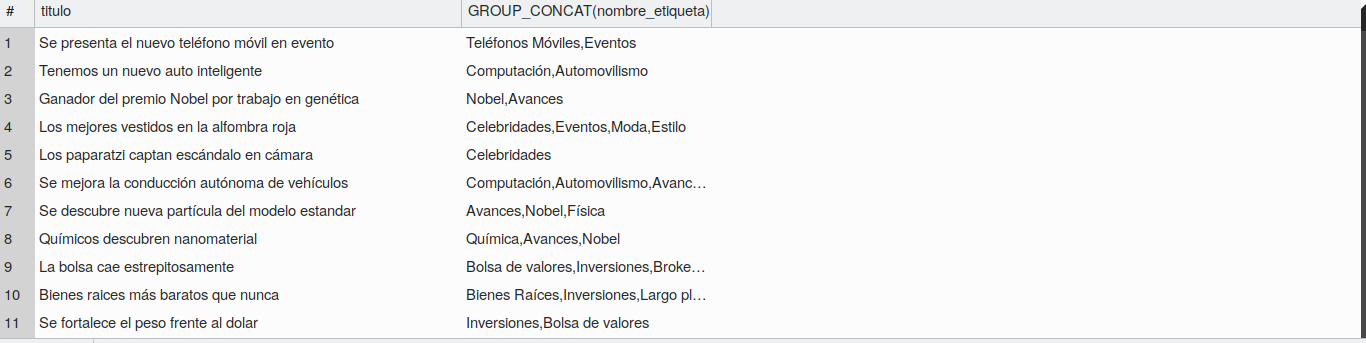 # titulo GROUP_CONCAT(nombre_etiqueta)
1 Se presenta el nuevo teléfono móvil en evento Teléfonos Móviles,Eventos
2 Tenemos un nuevo auto inteligente Computación,Automovilismo
3 Ganador del premio Nobel por trabajo en genética Nobel,Avances
4 Los mejores vestidos en la alfombra roja Celebridades,Eventos,Moda,Estilo
5 Los paparatzi captan escándalo en cámara Celebridades
6 Se mejora la conducción autónoma de vehículos Computación,Automovilismo,Avanc...
7 Se descubre nueva partícula del modelo estandar Avances,Nobel,Física
8 Químicos descubren nanomaterial Química,Avances,Nobel
9 La bolsa cae estrepitosamente Bolsa de valores,Inversiones,Broke...
10 Bienes raices más baratos que nunca Bienes Raíces,Inversiones,Largo pl...
11 Se fortalece el peso frente al dolar Inversiones,Bolsa de valores